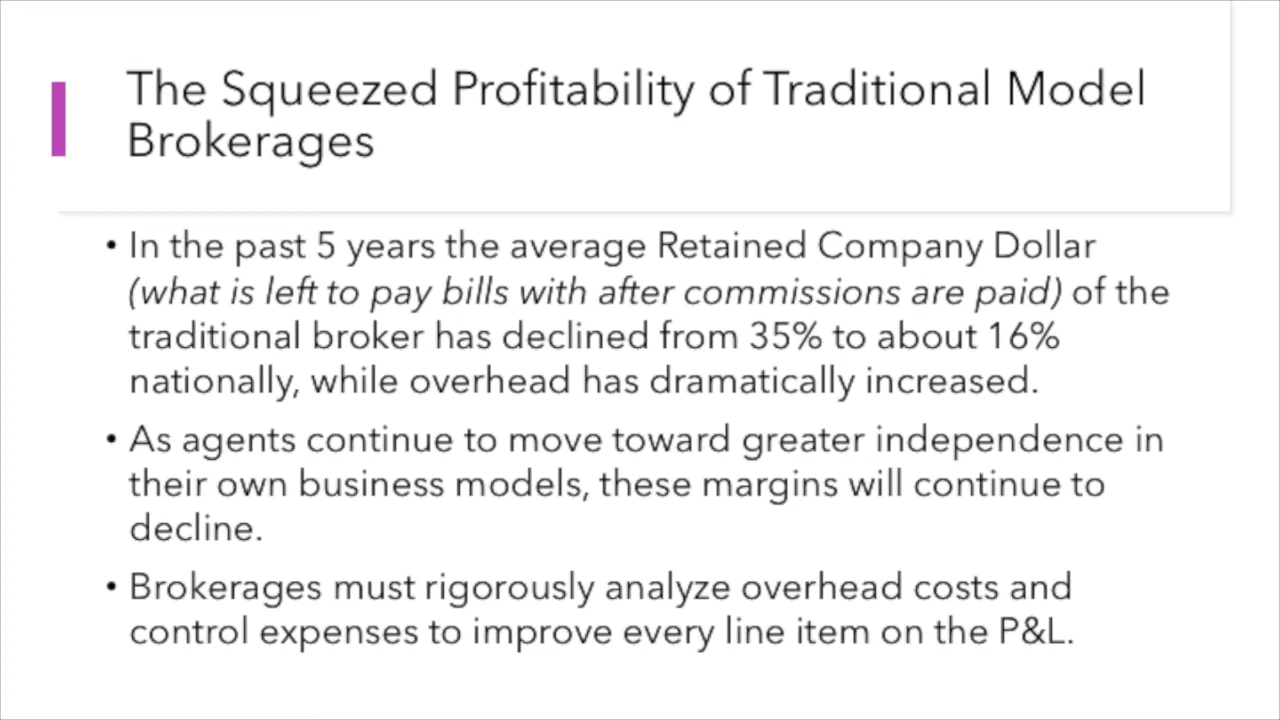 The Squeezed Profitability of Traditional Model
Brokerages
• In the past 5 years the average Retained Company Dollar
(what is left to pay bills with after commissions are paid) of the
traditional broker has declined from 35% to about 16%
nationally, while overhead has dramatically increased.
• As agents continue to move toward greater independence in
their own business models, these margins will continue to
decline.
• Brokerages must rigorously analyze overhead costs and
control expenses to improve every line item on the P&L.